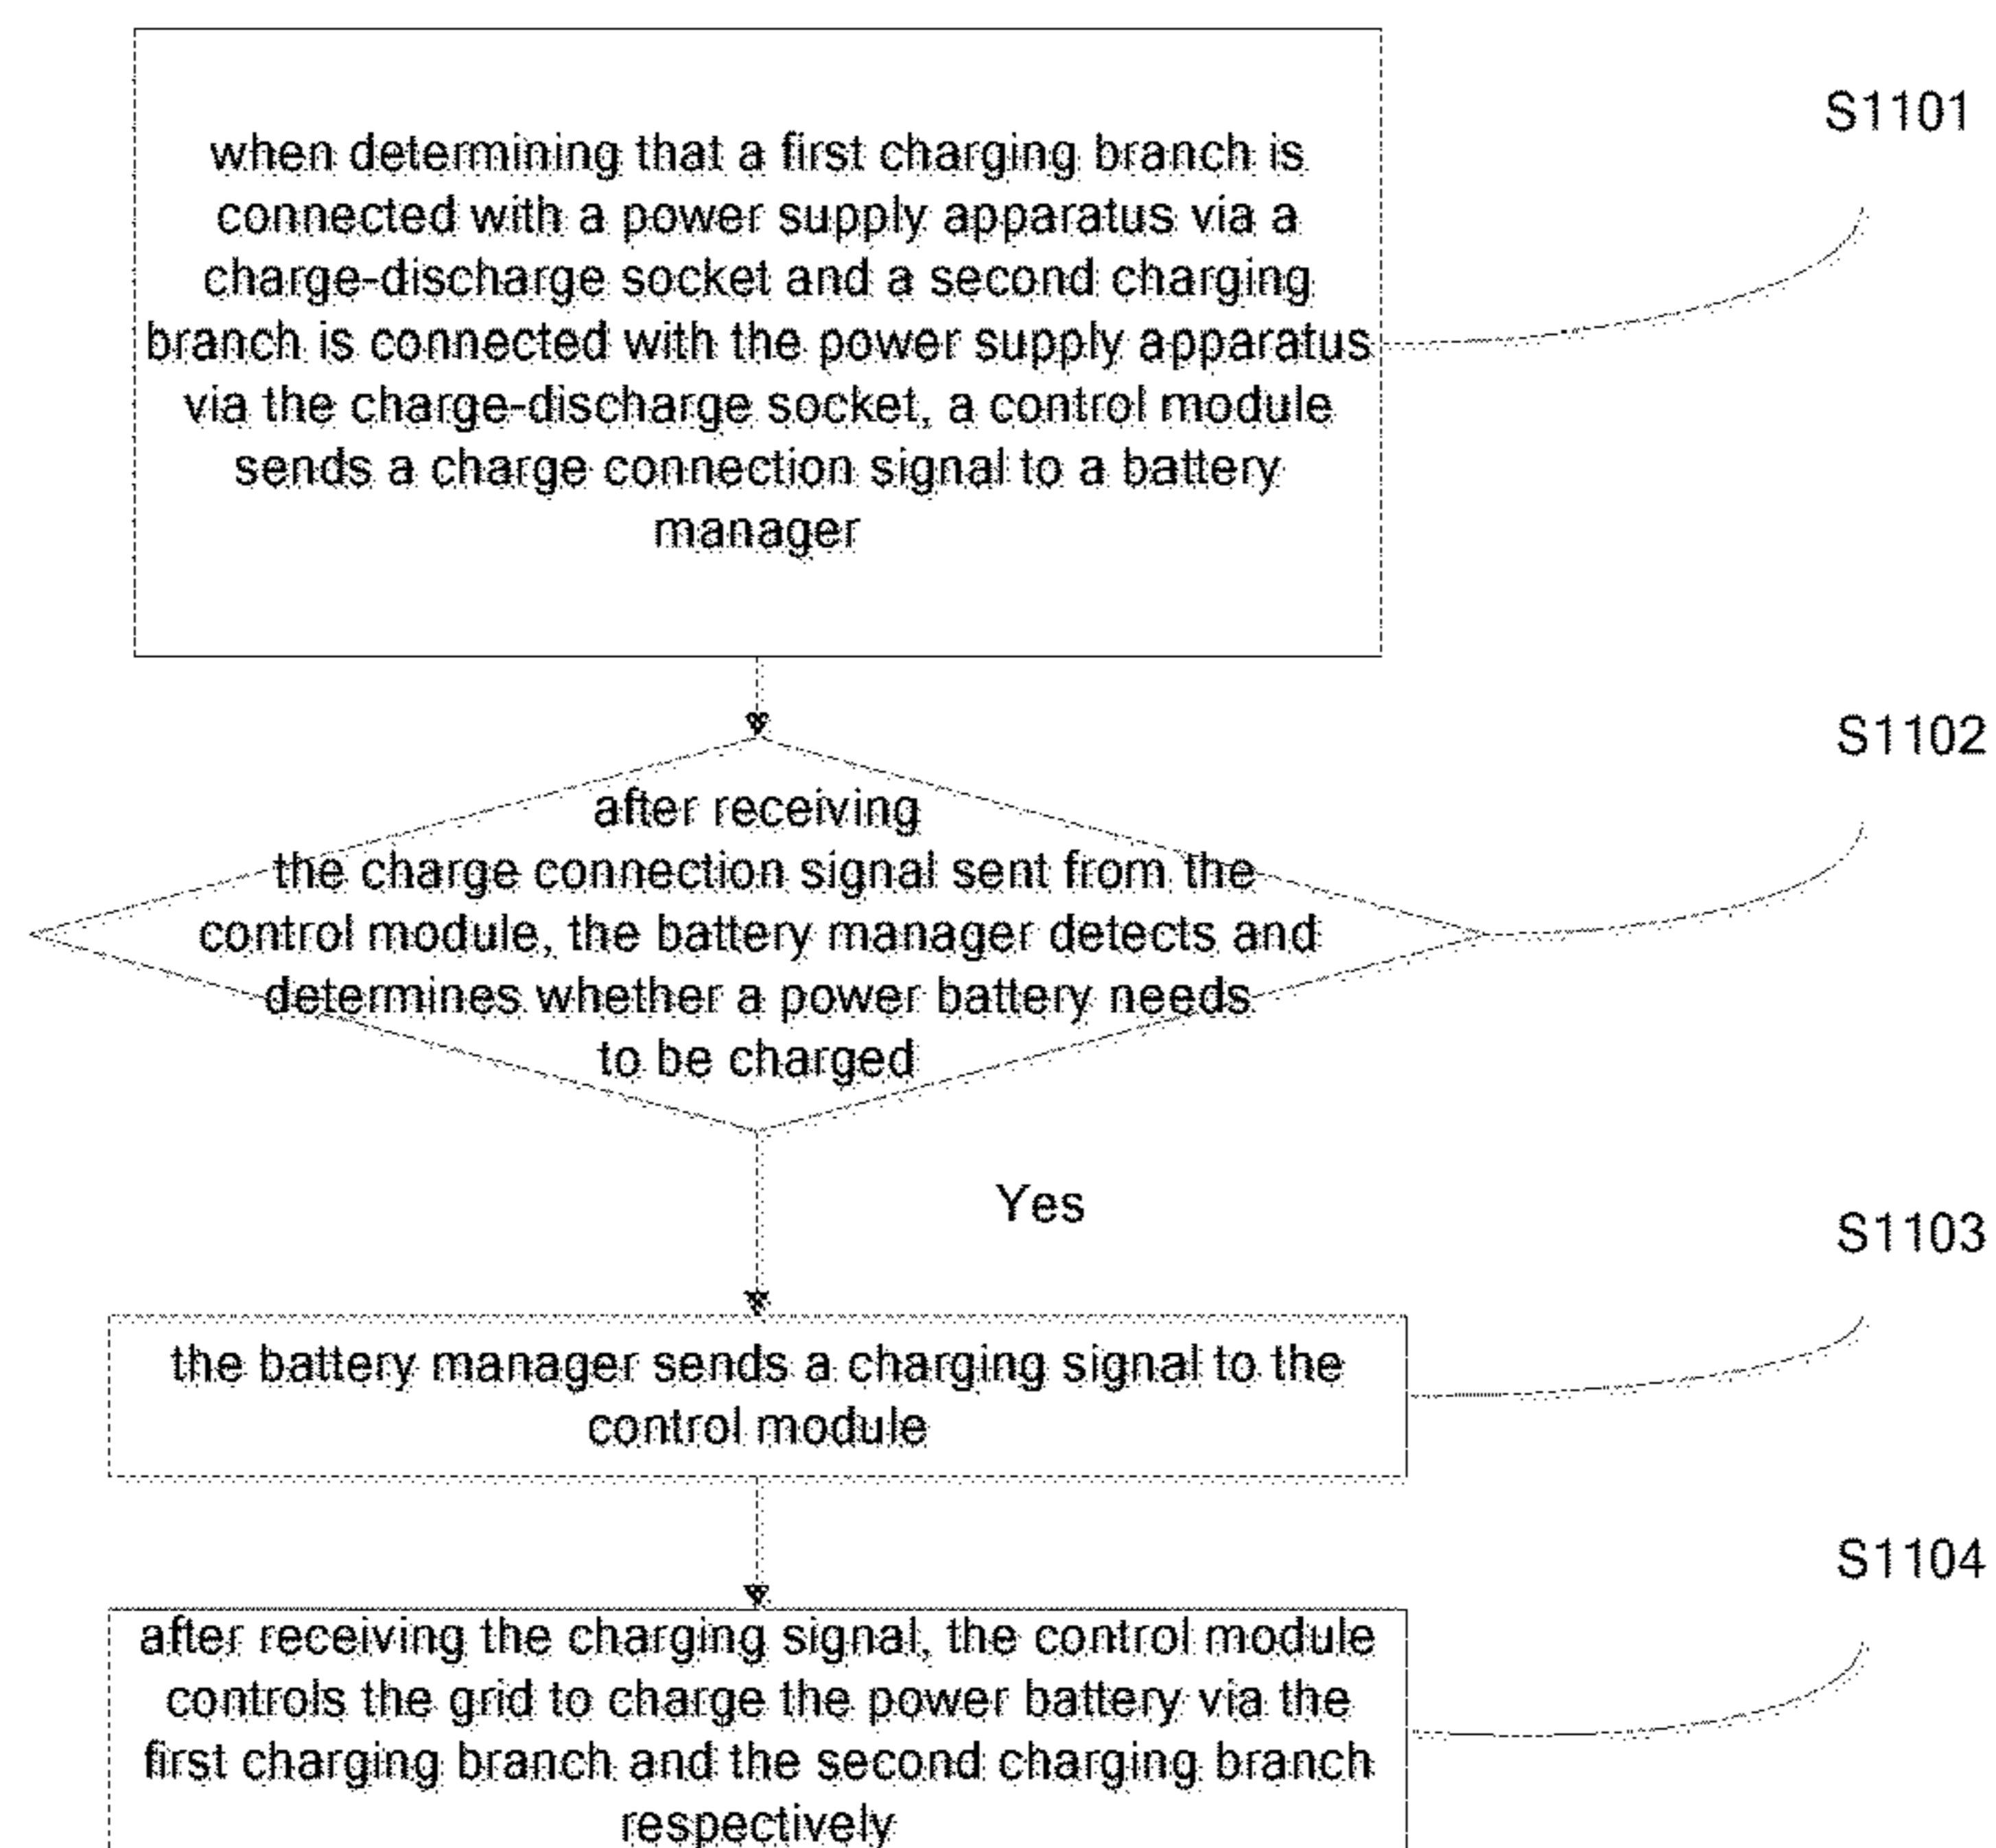 S1101
when determining that a first charging branch is
connected with a power supply apparatus via a
charge-discharge socket and a second charging
branch is connected with the power supply apparatus
via the charge-discharge socket, a control module
sends a charge connection signal to a battery
manager
S1102
after receiving
the charge connection signal sent from the
control module, the battery manager detects and
determines whether a power battery needs
to be charged
Yes
S1103
the battery manager sends a charging signal to the
control module
S1104
after receiving the charging signal, the control module
controls the grid to charge the power battery via the
first charging branch and the second charging branch
respectively